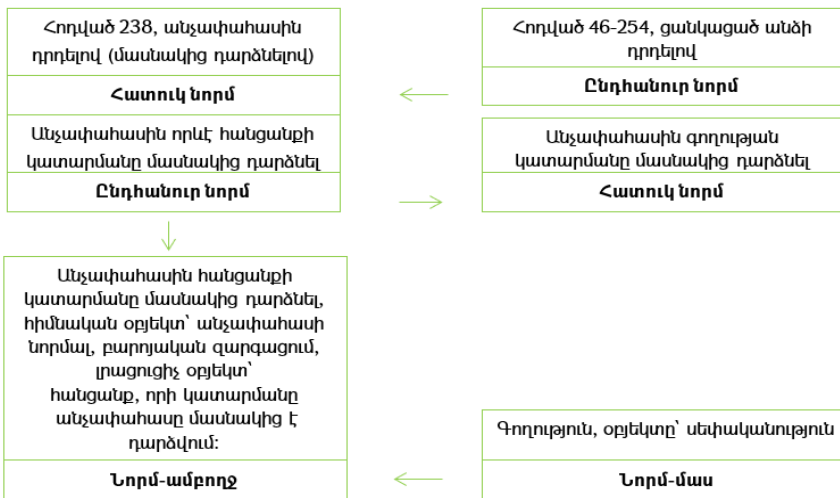 Հոդված 238, անչափահասին
դրդելով (մասնակից դարձնելով)
Հատուկ նորմ
Անչափահասին որևէ հանցանքի
կատարմանը մասնակից դարձնել
Ընդհանուր նորմ
Հոդված 46-254, ցանկացած անձի
դրդելով
Ընդհանուր նորմ
Անչափահասին գողության
կատարմանը մասնակից դարձնել
Հատուկ նորմ
Անչափահասին հանցանքի
կատարմանը մասնակից դարձնել,
հիմնական օբյեկտ՝ անչափահասի
նորմալ, բարոյական զարգացում,
լրացուցիչ օբյեկտ՝
հանցանք, որի կատարմանը
անչափահասը մասնակից է
դարձվում:
Նորմ-ամբողջ
Գողություն, օբյեկտը՝ սեփականություն
Նորմ-մաս